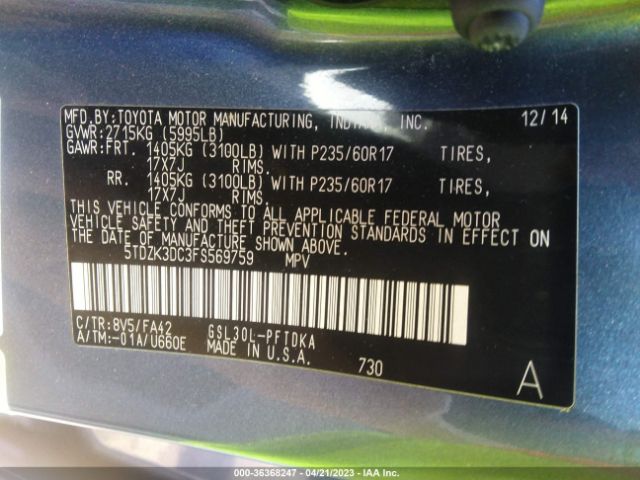 MFD.BY:TOYOTA MOTOR MANUFACTURING, INDIANA, INC. 12/14
GVWR:2715KG (5995LB)
GAWR:FRT. 1405KG (3100LB) WITH P235/60R17 TIRES,
17X7J RIMS.
RR. 1405KG (3100LB) WITH P235/60R17 TIRES,
17X7J RIMS.
THIS VEHICLE CONFORMS TO ALL APPLICABLE FEDERAL MOTOR
VEHICLE SAFETY AND THEFT PREVENTION STANDARDS IN EFFECT ON
THE DATE OF MANUFACTURE SHOWN ABOVE.
5TDZK3DC3FS569759 MPV
C/TR:8V5/FA42 GSL30L-PFTDKA
A/TM:-01A/U660E MADE IN U.S.A.
730 A
000-36368247 - 04/21/2023 - IAA Inc.